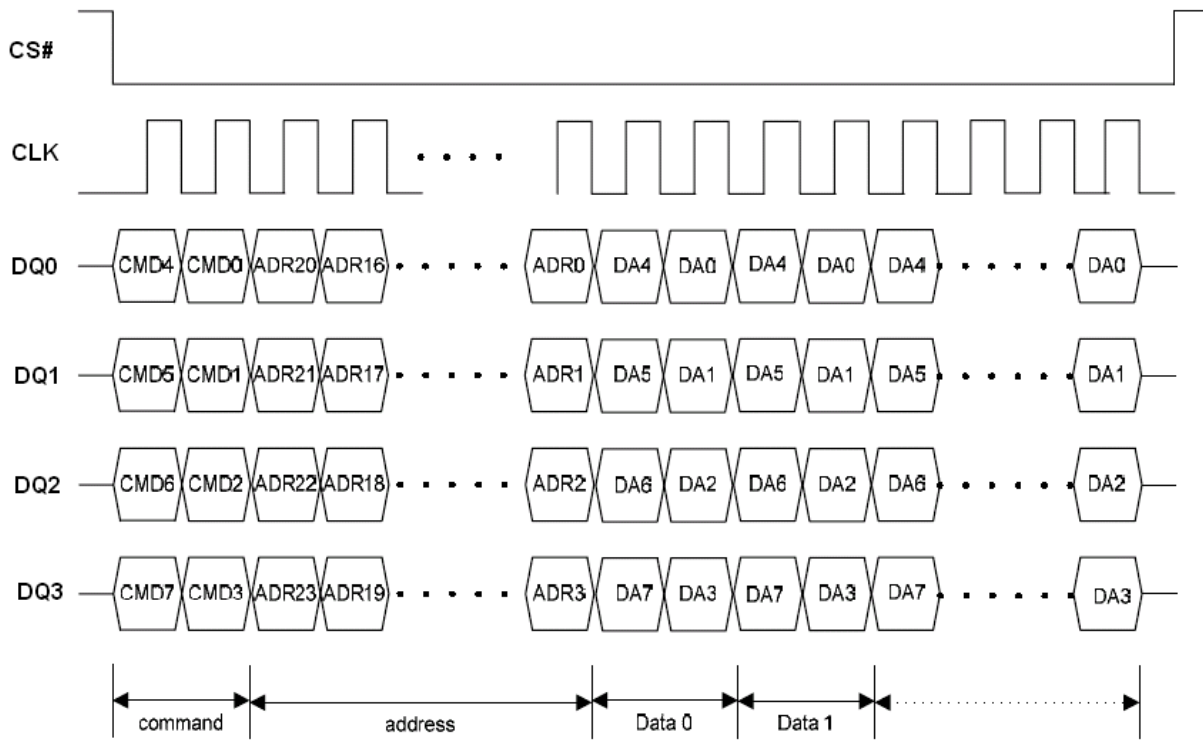 CS#
CLK
DQ0 CMD4 CMD0 ADR20 ADR16 ADR0 DA4 DA0 DA4 DA0 DA4 DA0
DQ1 CMD5 CMD1 ADR21 ADR17 ADR1 DA5 DA1 DA5 DA1 DA5 DA1
DQ2 CMD6 CMD2 ADR22 ADR18 ADR2 DA6 DA2 DA6 DA2 DA6 DA2
DQ3 CMD7 CMD3 ADR23 ADR19 ADR3 DA7 DA3 DA7 DA3 DA7 DA3
command address Data 0 Data 1